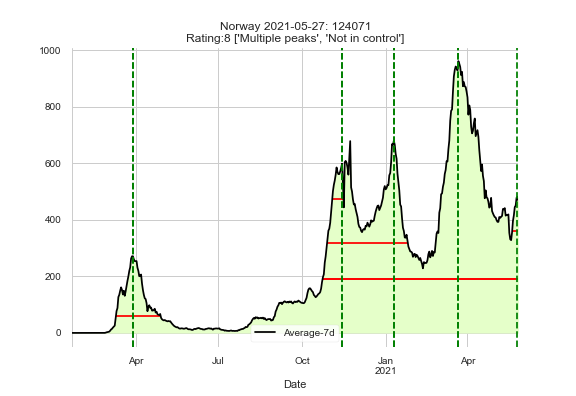 Norway 2021-05-27: 124071
Rating:8 ['Multiple peaks', 'Not in control']
1000
800
600
400
200
0
Average-7d
Apr Jul Oct Jan Apr
2021
Date